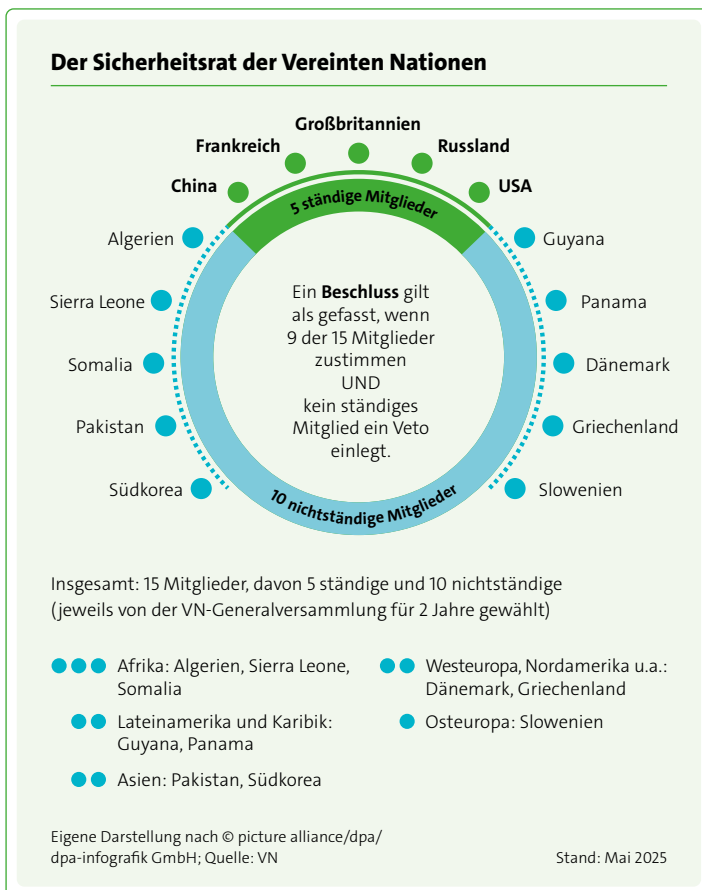 Der Sicherheitsrat der Vereinten Nationen
Großbritannien
Frankreich
Russland
China
USA
5 ständige Mitglieder
Algerien
Guyana
Sierra Leone
Panama
Somalia
Dänemark
Pakistan
Griechenland
Südkorea
Slowenien
Ein Beschluss gilt
als gefasst, wenn
9 der 15 Mitglieder
zustimmen
UND
kein ständiges
Mitglied ein Veto
einlegt.
10 nichtständige Mitglieder
Insgesamt: 15 Mitglieder, davon 5 ständige und 10 nichtständige
(jeweils von der VN-Generalversammlung für 2 Jahre gewählt)
Afrika: Algerien, Sierra Leone,
Somalia
Lateinamerika und Karibik:
Guyana, Panama
Asien: Pakistan, Südkorea
Westeuropa, Nordamerika u.a.:
Dänemark, Griechenland
Osteuropa: Slowenien
Eigene Darstellung nach © picture alliance/dpa/
dpa-infografik GmbH; Quelle: VN
Stand: Mai 2025